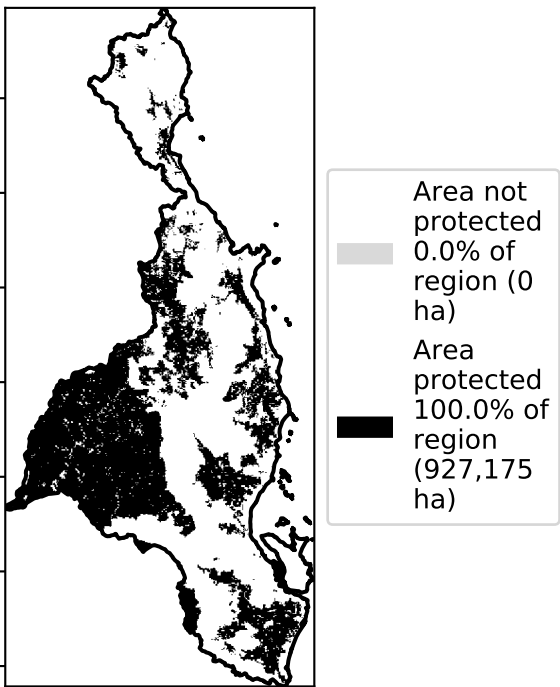 Area not
protected
0.0% of
region (0
ha)
Area
protected
100.0% of
region
(927,175
ha)